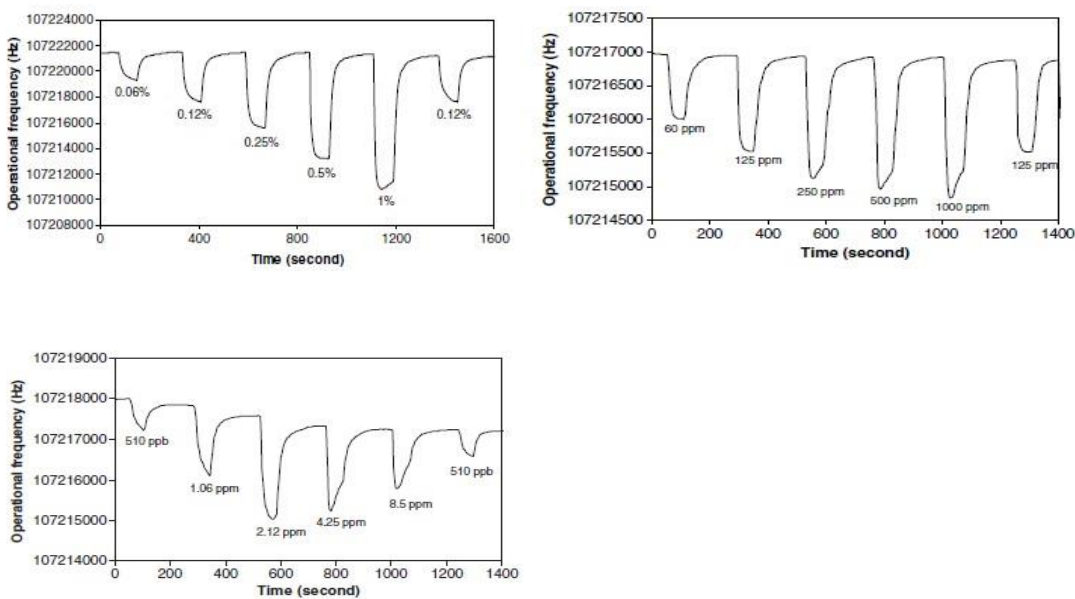 107224000
107222000
107220000
107218000
107216000
107214000
107212000
107210000
107208000
Operational frequency (Hz)
0.06%
0.12%
0.25%
0.5%
1%
0.12%
0 400 800 1200 1600
Time (second)
107217500
107217000
107216500
107216000
107215500
107215000
107214500
Operational frequency (Hz)
60 ppm
125 ppm
250 ppm
500 ppm
1000 ppm
125 ppm
0 200 400 600 800 1000 1200 1400
Time (second)
107219000
107218000
107217000
107216000
107215000
107214000
Operational frequency (Hz)
510 ppb
1.06 ppm
2.12 ppm
4.25 ppm
8.5 ppm
510 ppb
0 200 400 600 800 1000 1200 1400
Time (second)